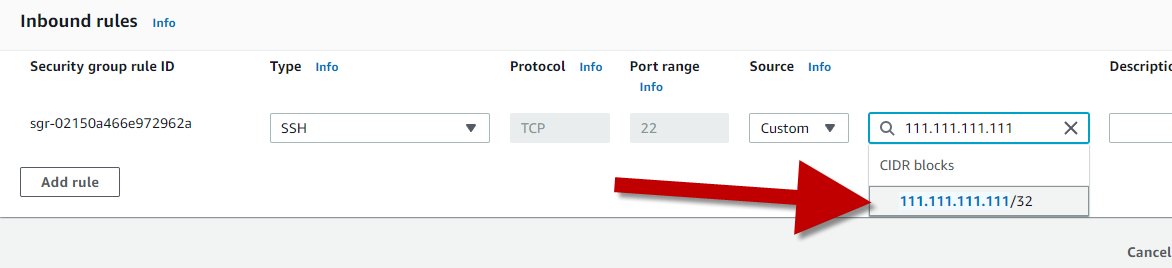 Inbound rules Info
Security group rule ID Type Info Protocol Info Port range Source Info Descriptio
Info
sgr-02150a466e972962a SSH TCP 22 Custom 111.111.111.111
CIDR blocks
Add rule
111.111.111.111/32
Cancel